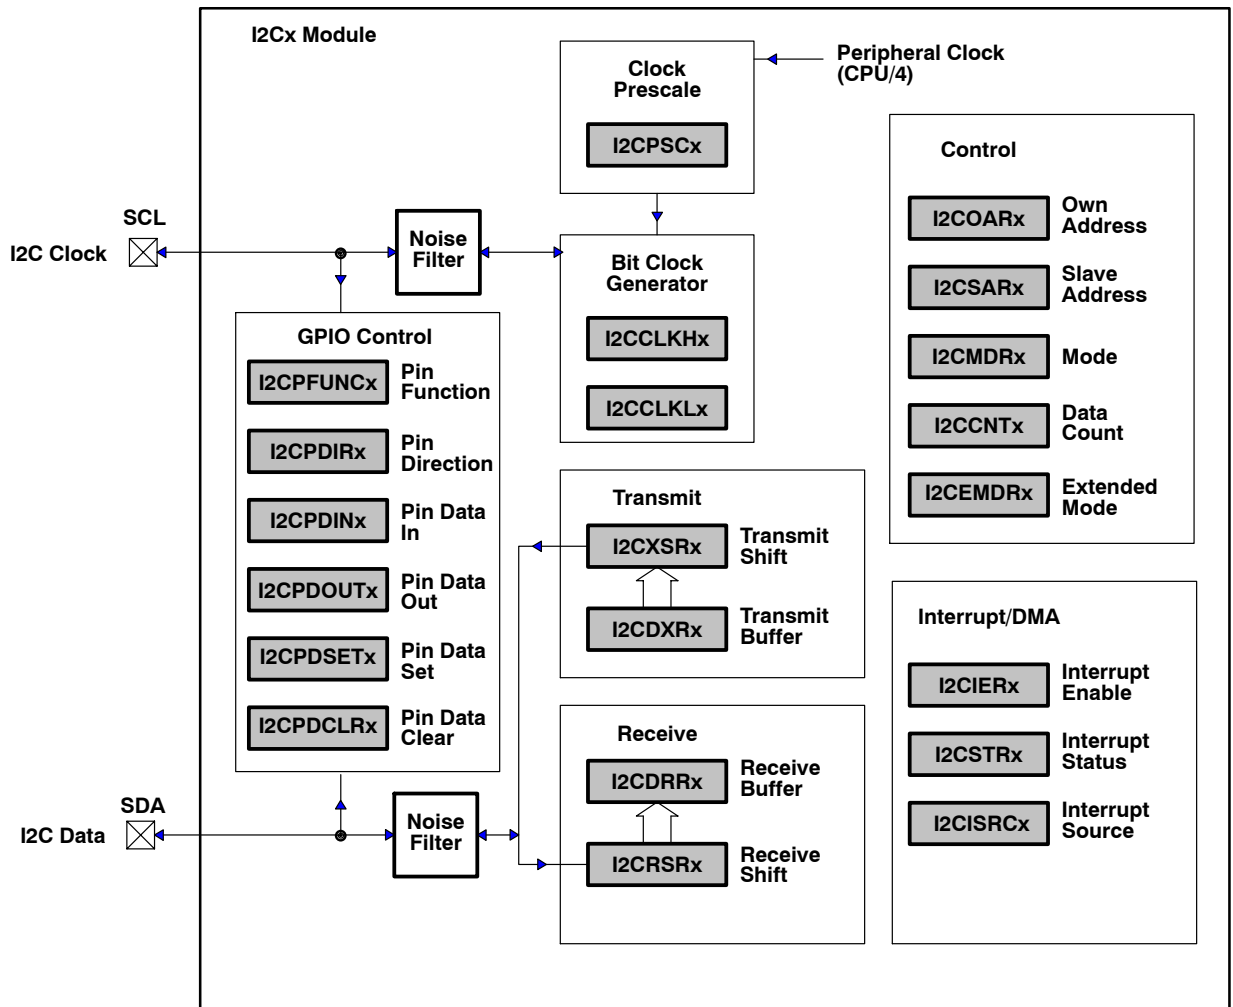 I2Cx Module
Clock
Prescale
I2CPSCx
Peripheral Clock
(CPU/4)
SCL
I2C Clock
Noise
Filter
Bit Clock
Generator
I2CCLKHx
I2CCLKLx
GPIO Control
I2CPFUNCx
Pin
Function
I2CPDIRx
Pin
Direction
I2CPDINx
Pin Data
In
I2CPDOUTx
Pin Data
Out
I2CPDSETx
Pin Data
Set
I2CPDCLRx
Pin Data
Clear
SDA
I2C Data
Noise
Filter
Transmit
I2CXSRx
Transmit
Shift
I2CDXRx
Transmit
Buffer
Receive
I2CDRRx
Receive
Buffer
I2CRSRx
Receive
Shift
Control
I2COARx
Own
Address
I2CSARx
Slave
Address
I2CMDRx
Mode
I2CCNTx
Data
Count
I2CEMDRx
Extended
Mode
Interrupt/DMA
I2CIERx
Interrupt
Enable
I2CSTRx
Interrupt
Status
I2CISRCx
Interrupt
Source